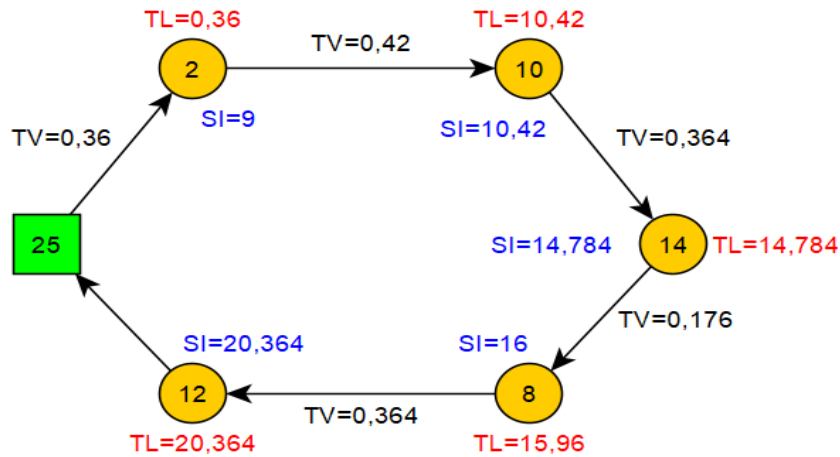 TL=0,36
TL=10,42
TV=0,42
2
10
SI=9
SI=10,42
TV=0,36
TV=0,364
25
SI=14,784
14
TL=14,784
TV=0,176
SI=20,364
SI=16
12
8
TV=0,364
TL=20,364
TL=15,96